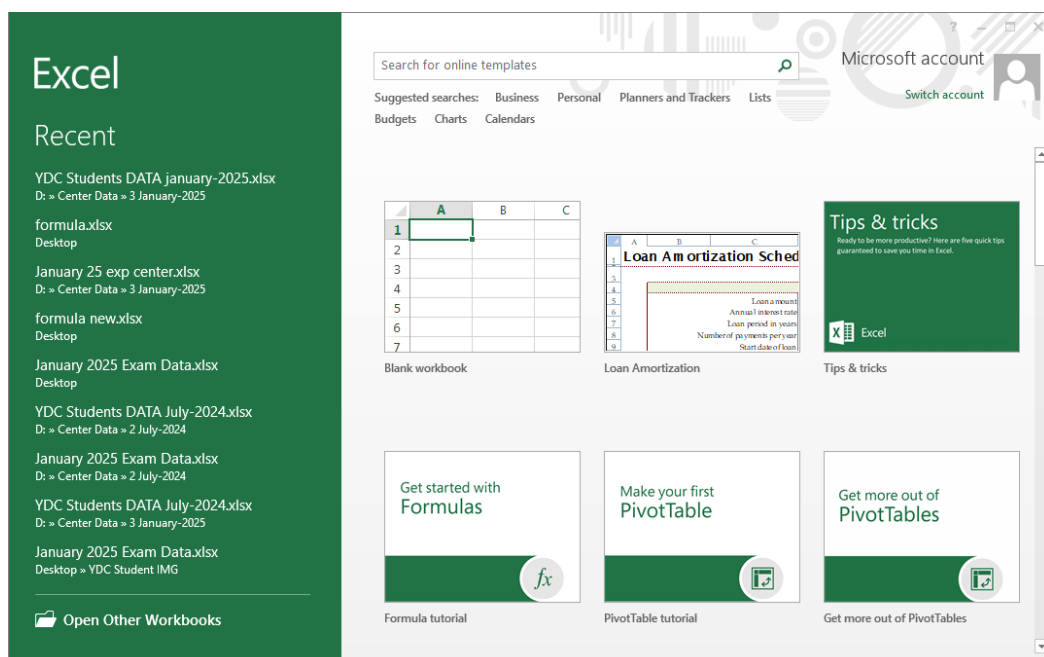 Excel
Recent
YDC Students DATA january-2025.xlsx
D: » Center Data » 3 January-2025
formula.xlsx
Desktop
January 25 exp center.xlsx
D: » Center Data » 3 January-2025
formula new.xlsx
Desktop
January 2025 Exam Data.xlsx
Desktop
YDC Students DATA July-2024.xlsx
D: » Center Data » 2 July-2024
January 2025 Exam Data.xlsx
D: » Center Data » 2 July-2024
YDC Students DATA July-2024.xlsx
D: » Center Data » 3 January-2025
January 2025 Exam Data.xlsx
Desktop » YDC Student IMG
Open Other Workbooks
?
Microsoft account
Switch account
Search for online templates
Suggested searches: Business Personal Planners and Trackers Lists
Budgets Charts Calendars
A B C
1
2
3
4
5
6
7
Blank workbook
A B C
1 Loan Amortization Sched
3
4
5 Loan amount
6 Annual interest rate
7 Loan period in years
8 Number of payments per year
9 Start date of loan
Loan Amortization
Tips & tricks
Ready to be more productive? Here are five quick tips
guaranteed to save you time in Excel.
X Excel
Tips & tricks
Get started with
Formulas
fx
Formula tutorial
Make your first
PivotTable
PivotTable tutorial
Get more out of
PivotTables
Get more out of PivotTables